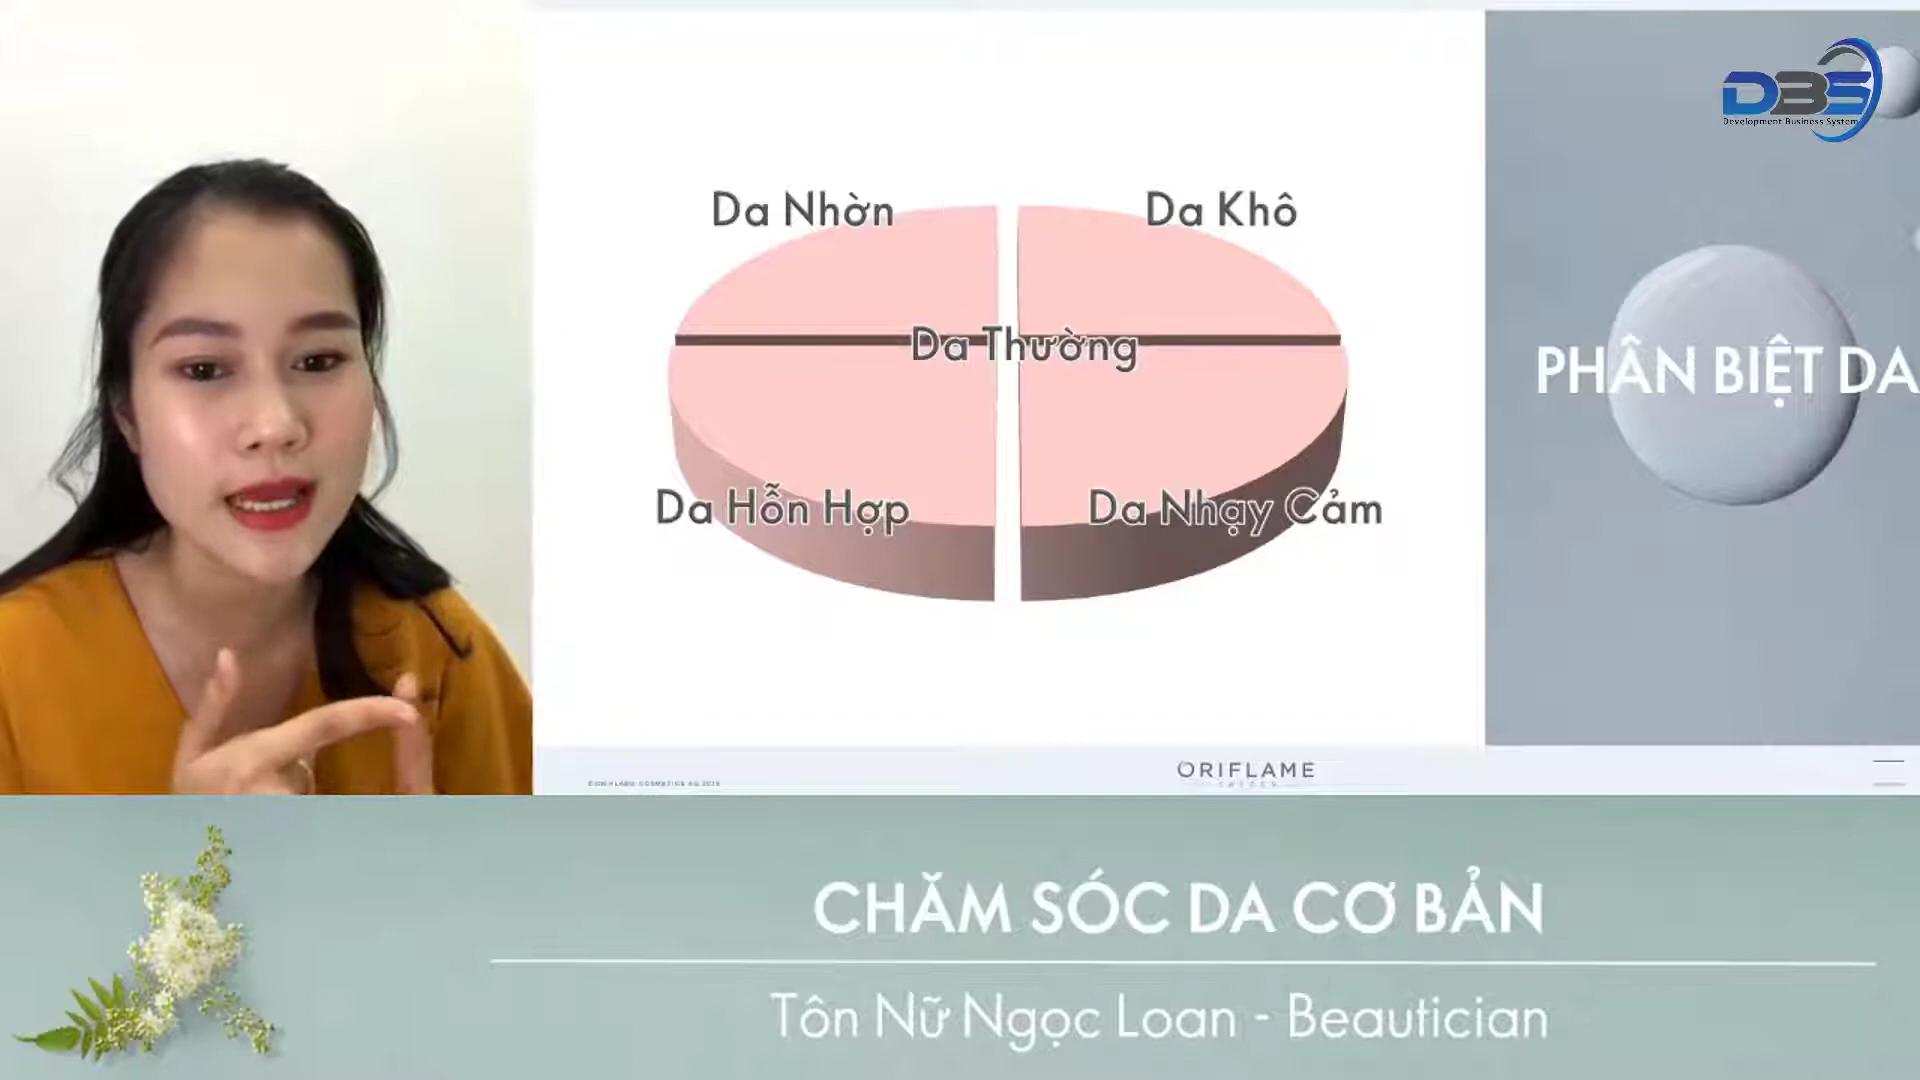 DBS
Development Business System
Da Nhờn
Da Khô
Da Thường
Da Hỗn Hợp
Da Nhạy Cảm
PHÂN BIỆT DA
ORIFLAME
SWEDEN
CHĂM SÓC DA CƠ BẢN
Tôn Nữ Ngọc Loan - Beautician